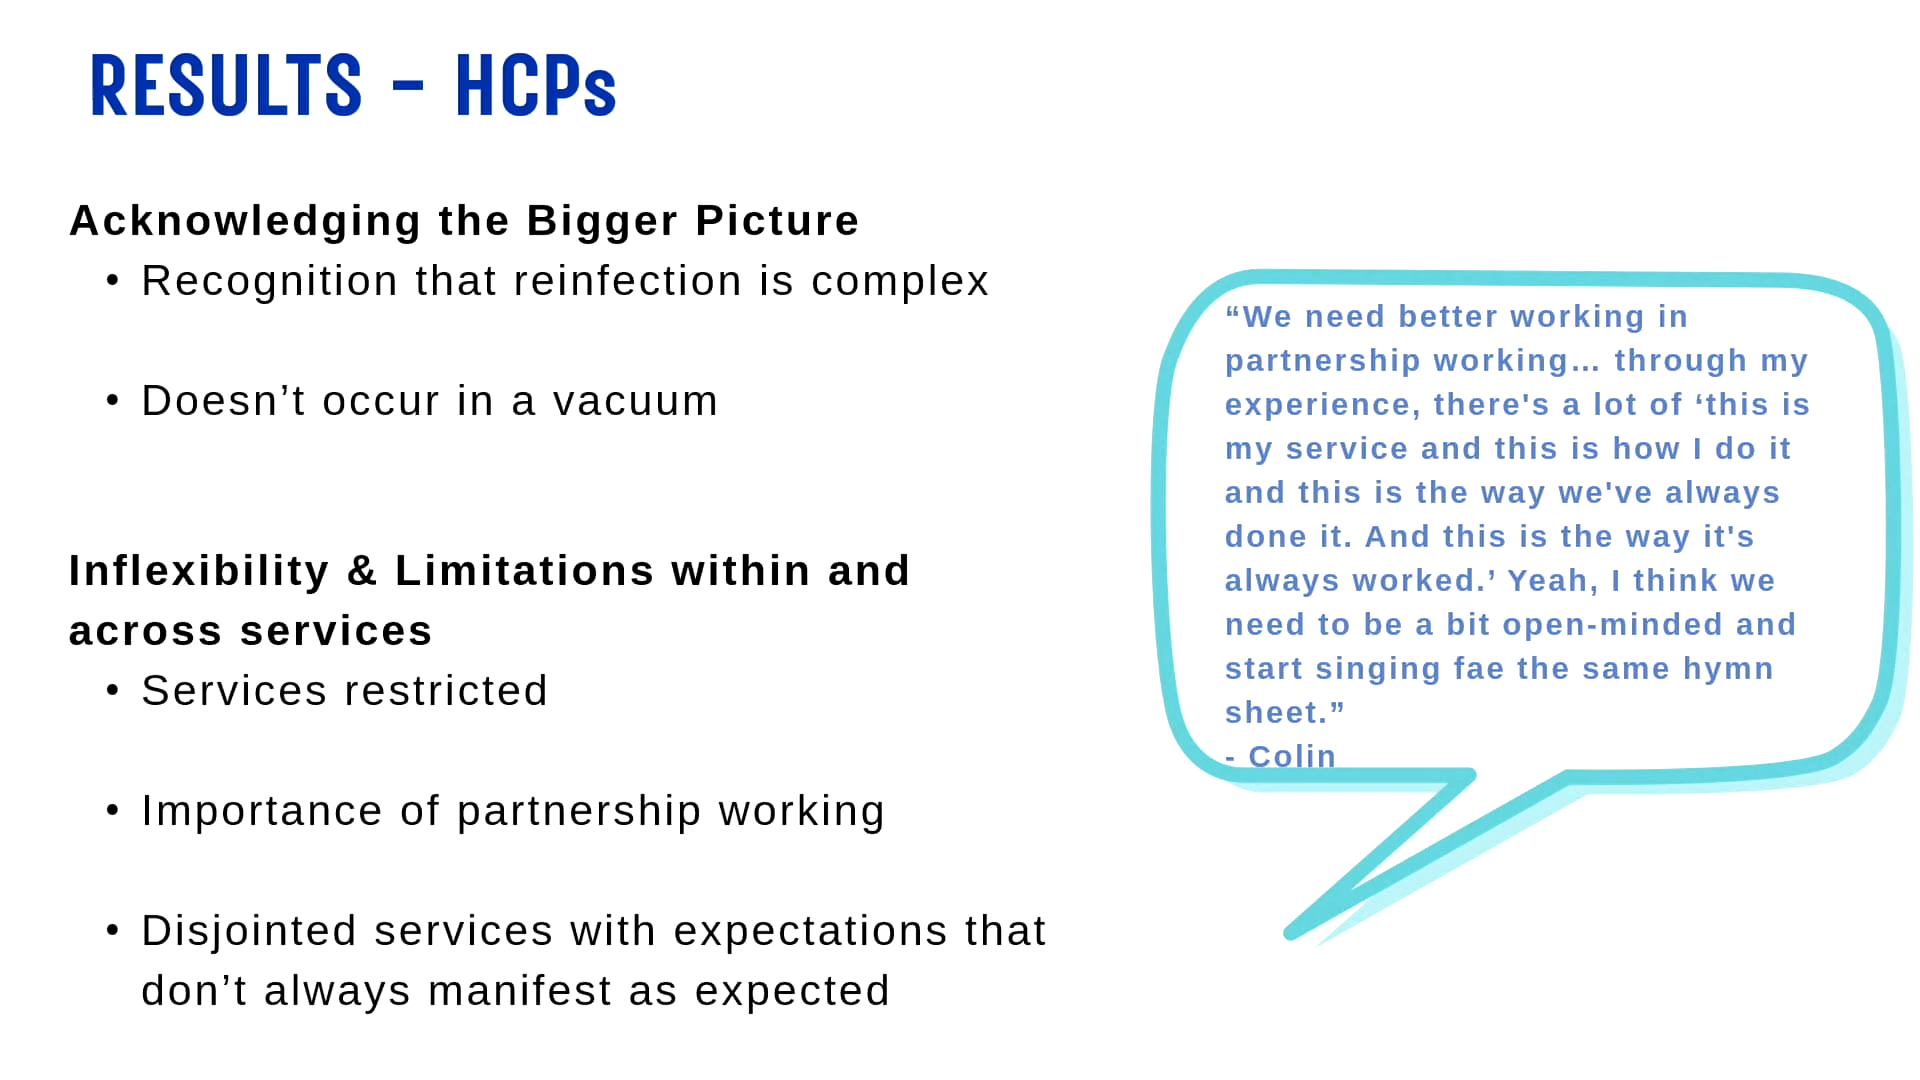 RESULTS - HCPs
Acknowledging the Bigger Picture
• Recognition that reinfection is complex
• Doesn’t occur in a vacuum
Inflexibility & Limitations within and
across services
• Services restricted
• Importance of partnership working
• Disjointed services with expectations that
don’t always manifest as expected
“We need better working in
partnership working... through my
experience, there's a lot of ‘this is
my service and this is how I do it
and this is the way we've always
done it. And this is the way it's
always worked.’ Yeah, I think we
need to be a bit open-minded and
start singing fae the same hymn
sheet.”
- Colin